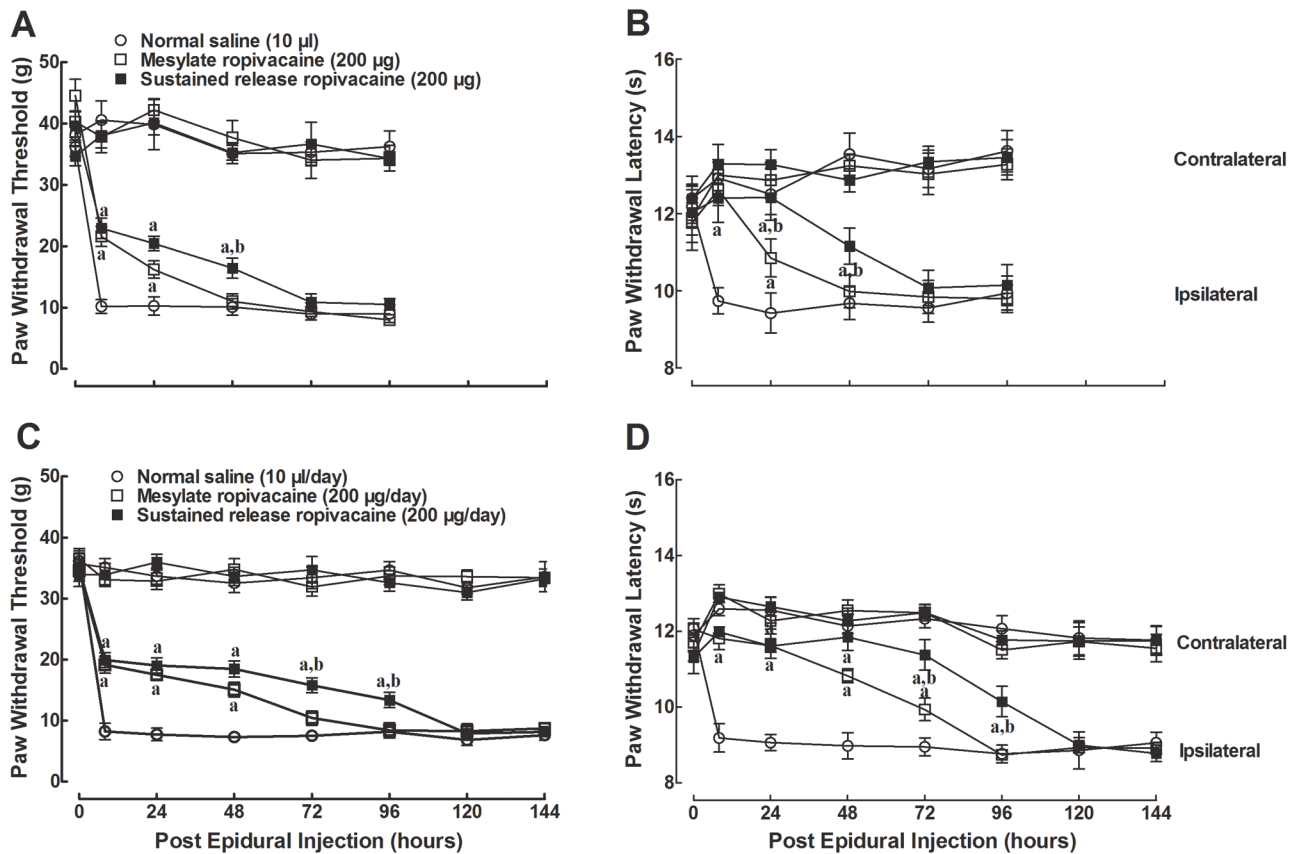 A
Normal saline (10 µl)
Mesylate ropivacaine (200 µg)
Sustained release ropivacaine (200 µg)
Paw Withdrawal Threshold (g)
50
40
30
20
10
0
a
a
a,b
a
a
B
Paw Withdrawal Latency (s)
16
14
12
10
8
a
a,b
a,b
a
Contralateral
Ipsilateral
C
Normal saline (10 µl/day)
Mesylate ropivacaine (200 µg/day)
Sustained release ropivacaine (200 µg/day)
Paw Withdrawal Threshold (g)
50
40
30
20
10
0
a
a
a
a,b
a,b
a
a
a
0 24 48 72 96 120 144
Post Epidural Injection (hours)
D
Paw Withdrawal Latency (s)
16
14
12
10
8
a
a
a
a,b
a
a
a,b
Contralateral
Ipsilateral
0 24 48 72 96 120 144
Post Epidural Injection (hours)